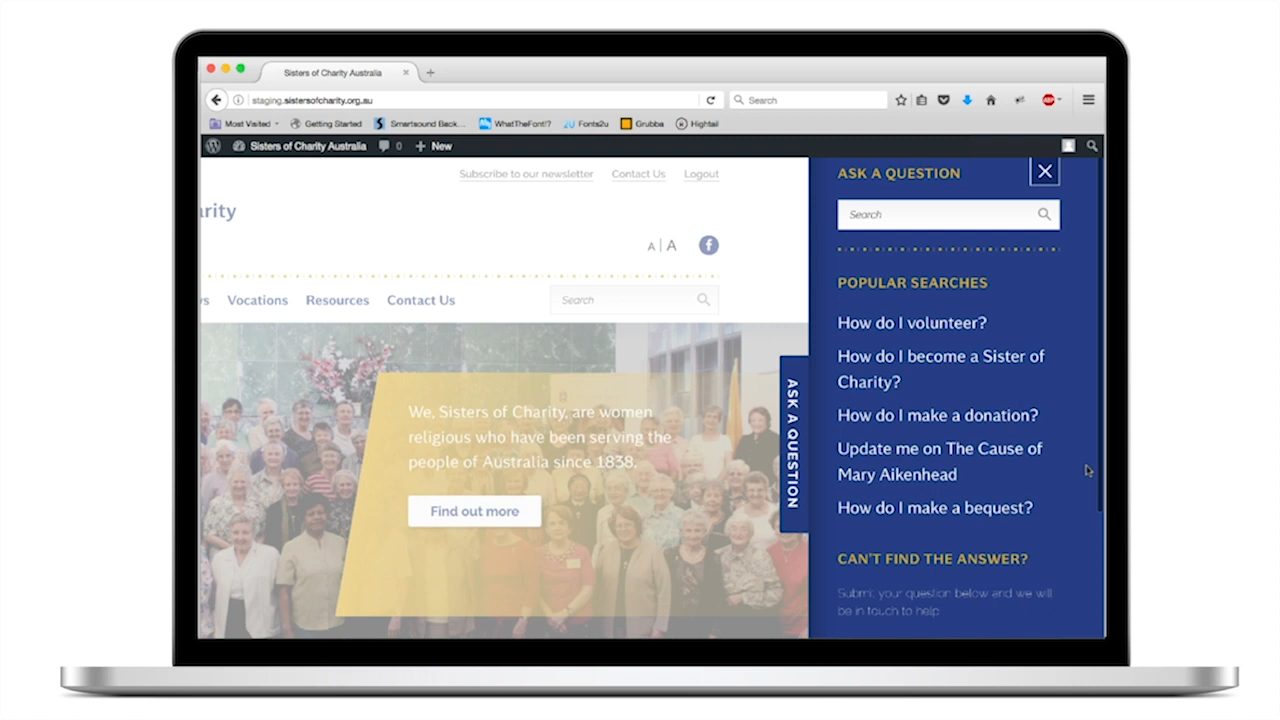 Sisters of Charity Australia
staging.sistersofcharity.org.au
Search
Most Visited
Getting Started
Smartsound Back...
WhatTheFont!?
Fonts2u
Grubba
Hightail
Sisters of Charity Australia 0 New
Subscribe to our newsletter Contact Us Logout
arity
A | A
Vocations Resources Contact Us
Search
We, Sisters of Charity, are women
religious who have been serving the
people of Australia since 1838.
Find out more
ASK A QUESTION
ASK A QUESTION
Search
POPULAR SEARCHES
How do I volunteer?
How do I become a Sister of
Charity?
How do I make a donation?
Update me on The Cause of
Mary Aikenhead
How do I make a bequest?
CAN'T FIND THE ANSWER?
Submit your question below and we will
be in touch to help